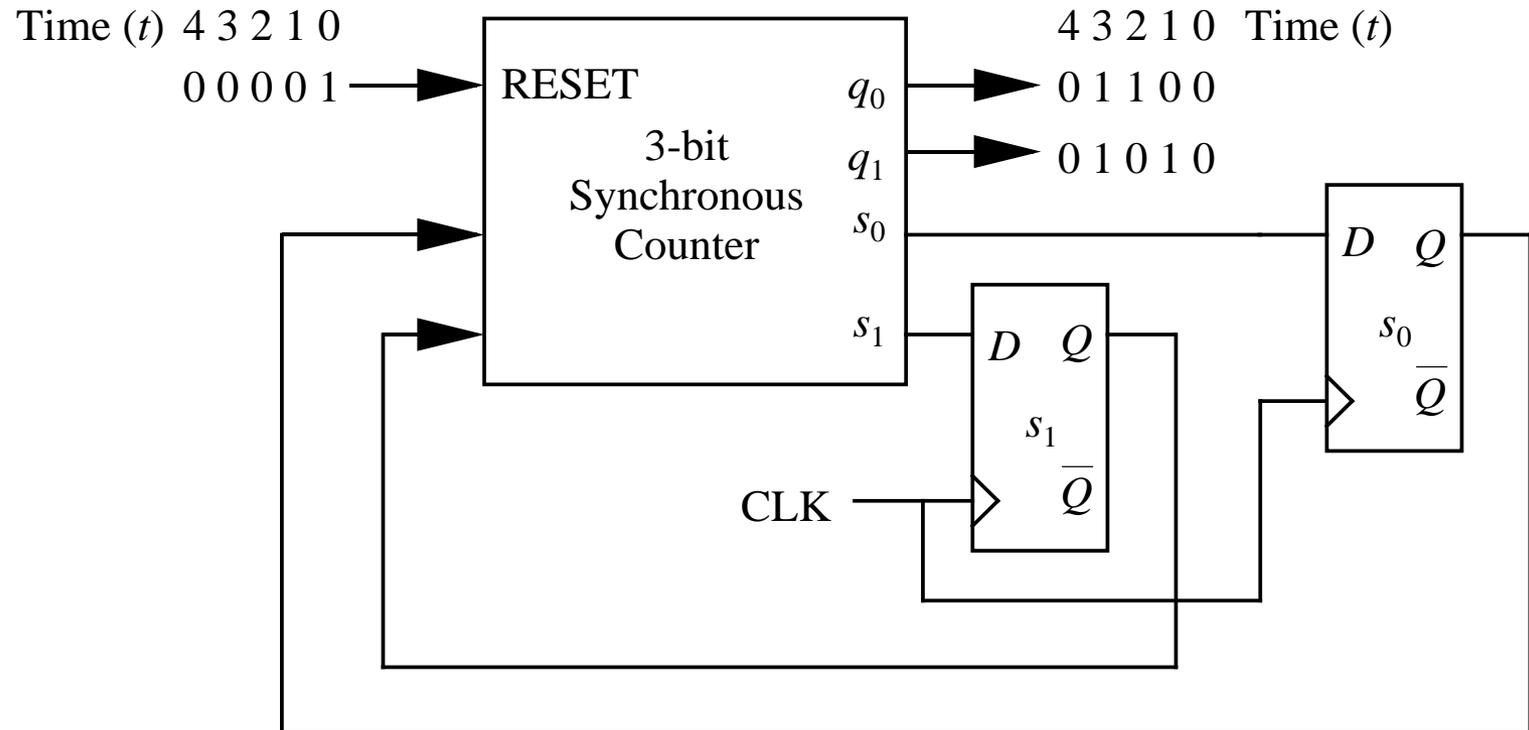 Time (t) 4 3 2 1 0
4 3 2 1 0 Time (t)
0 0 0 0 1
RESET
q0
0 1 1 0 0
3-bit
Synchronous
Counter
q1
0 1 0 1 0
s0
D Q
s0
Q
s1
D Q
s1
Q
CLK